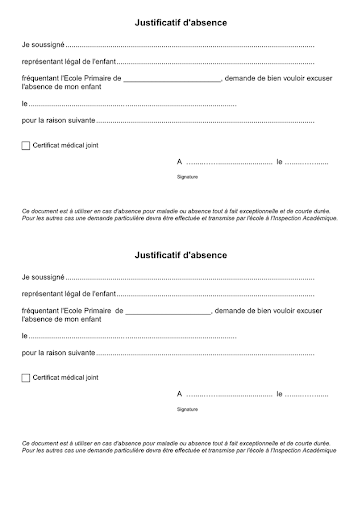 Justificatif d'absence
Je soussigné.............................................................................................................................
représentant légal de l'enfant....................................................................................................
fréquentant l'Ecole Primaire de _________________________, demande de bien vouloir excuser
l'absence de mon enfant
le.........................................................................................................
pour la raison suivante ..............................................................................................................
Certificat médical joint
A ....................................... le ........................
Signature
Ce document est à utiliser en cas d'absence pour maladie ou absence tout à fait exceptionnelle et de courte durée.
Pour les autres cas une demande particulière devra être effectuée et transmise par l'école à l'Inspection Académique.
Justificatif d'absence
Je soussigné.............................................................................................................................
représentant légal de l'enfant....................................................................................................
fréquentant l'Ecole Primaire de ______________________, demande de bien vouloir excuser
l'absence de mon enfant
le.........................................................................................................
pour la raison suivante ..............................................................................................................
Certificat médical joint
A ....................................... le ........................
Signature
Ce document est à utiliser en cas d'absence pour maladie ou absence tout à fait exceptionnelle et de courte durée.
Pour les autres cas une demande particulière devra être effectuée et transmise par l'école à l'Inspection Académique